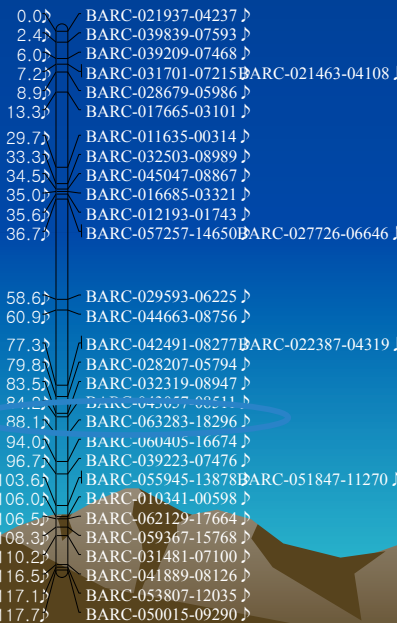 0.0♪ BARC-021937-04237♪
2.4♪ BARC-039839-07593♪
6.0♪ BARC-039209-07468♪
7.2♪ BARC-031701-07215♪BARC-021463-04108♪
8.9♪ BARC-028679-05986♪
13.3♪ BARC-017665-03101♪
29.7♪ BARC-011635-00314♪
33.3♪ BARC-032503-08989♪
34.5♪ BARC-045047-08867♪
35.0♪ BARC-016685-03321♪
35.6♪ BARC-012193-01743♪
36.7♪ BARC-057257-14650♪BARC-027726-06646♪
58.6♪ BARC-029593-06225♪
60.9♪ BARC-044663-08756♪
77.3♪ BARC-042491-08277♪BARC-022387-04319♪
79.8♪ BARC-028207-05794♪
83.5♪ BARC-032319-08947♪
84.2♪ BARC-043057-08511♪
88.1♪ BARC-063283-18296♪
94.0♪ BARC-060405-16674♪
96.7♪ BARC-039223-07476♪
103.6♪ BARC-055945-13878♪BARC-051847-11270♪
106.0♪ BARC-010341-00598♪
106.5♪ BARC-062129-17664♪
108.3♪ BARC-059367-15768♪
110.2♪ BARC-031481-07100♪
116.5♪ BARC-041889-08126♪
117.1♪ BARC-053807-12035♪
117.7♪ BARC-050015-09290♪